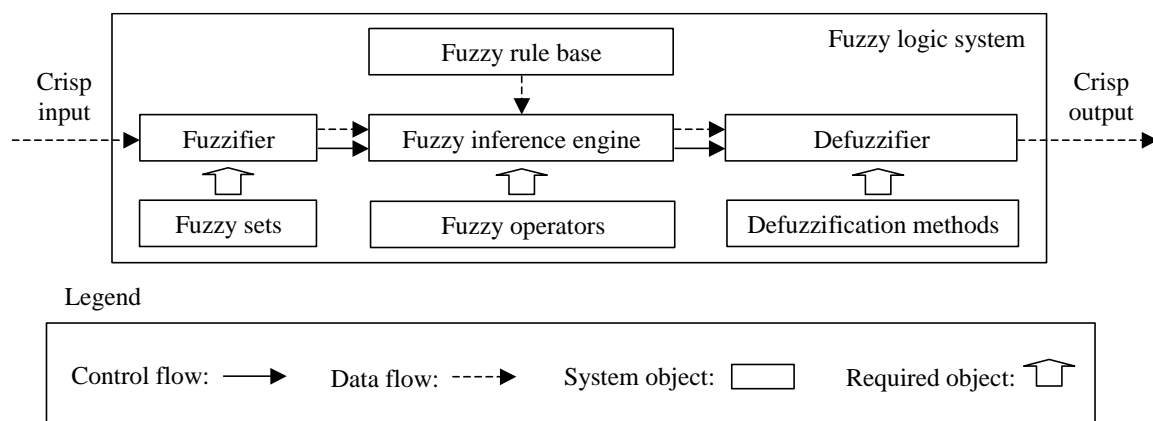 Fuzzy logic system
Fuzzy rule base
Crisp
input
Crisp
output
Fuzzifier
Fuzzy inference engine
Defuzzifier
Fuzzy sets
Fuzzy operators
Defuzzification methods
Legend
Control flow:
Data flow:
System object:
Required object: